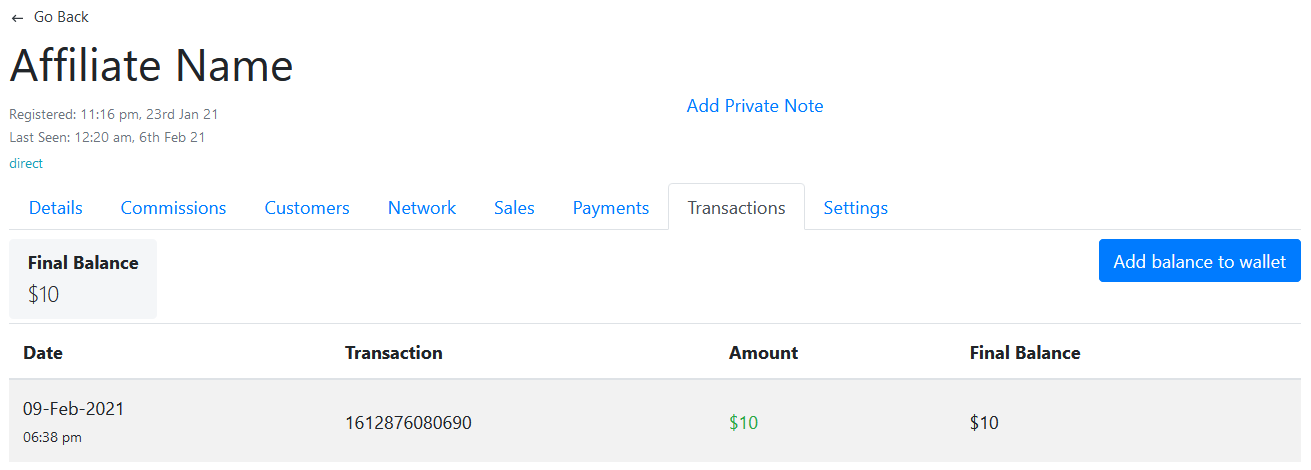 ← Go Back
Affiliate Name
Registered: 11:16 pm, 23rd Jan 21
Add Private Note
Last Seen: 12:20 am, 6th Feb 21
direct
Details Commissions Customers Network Sales Payments Transactions Settings
Final Balance
$10
Add balance to wallet
Date Transaction Amount Final Balance
09-Feb-2021
06:38 pm
1612876080690 $10 $10